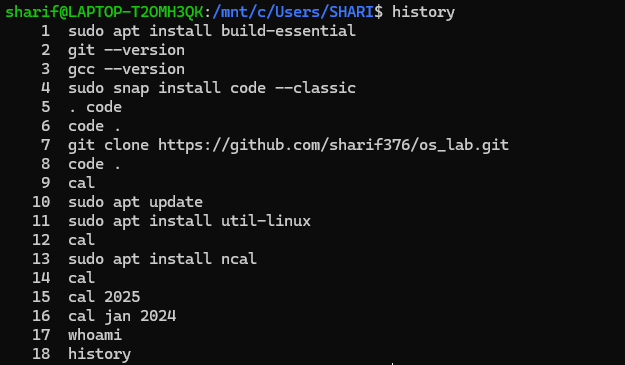 sharif@LAPTOP-T2OMH3QK:/mnt/c/Users/SHARI$ history
1 sudo apt install build-essential
2 git --version
3 gcc --version
4 sudo snap install code --classic
5 . code
6 code .
7 git clone https://github.com/sharif376/os_lab.git
8 code .
9 cal
10 sudo apt update
11 sudo apt install util-linux
12 cal
13 sudo apt install ncal
14 cal
15 cal 2025
16 cal jan 2024
17 whoami
18 history